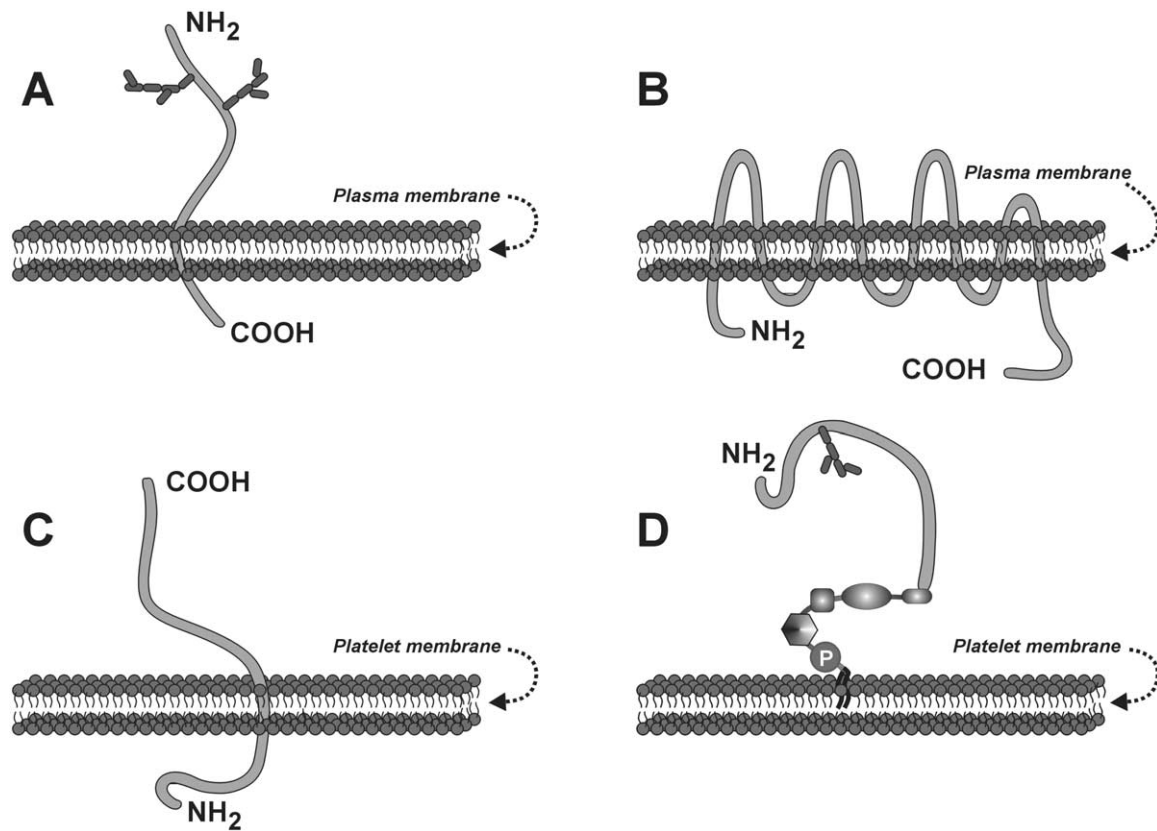 A
NH2
Plasma membrane
COOH
B
Plasma membrane
NH2
COOH
C
COOH
Platelet membrane
NH2
D
NH2
P
Platelet membrane